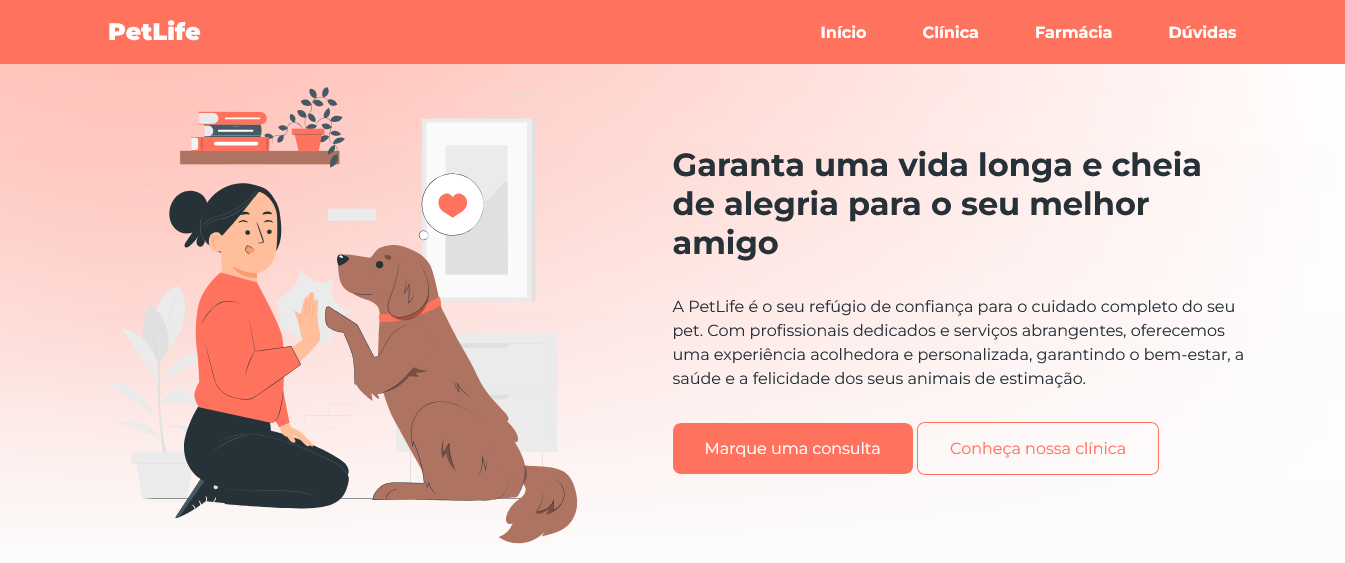 PetLife
Início
Clínica
Farmácia
Dúvidas
Garanta uma vida longa e cheia
de alegria para o seu melhor
amigo
A PetLife é o seu refúgio de confiança para o cuidado completo do seu
pet. Com profissionais dedicados e serviços abrangentes, oferecemos
uma experiência acolhedora e personalizada, garantindo o bem-estar, a
saúde e a felicidade dos seus animais de estimação.
Marque uma consulta
Conheça nossa clínica